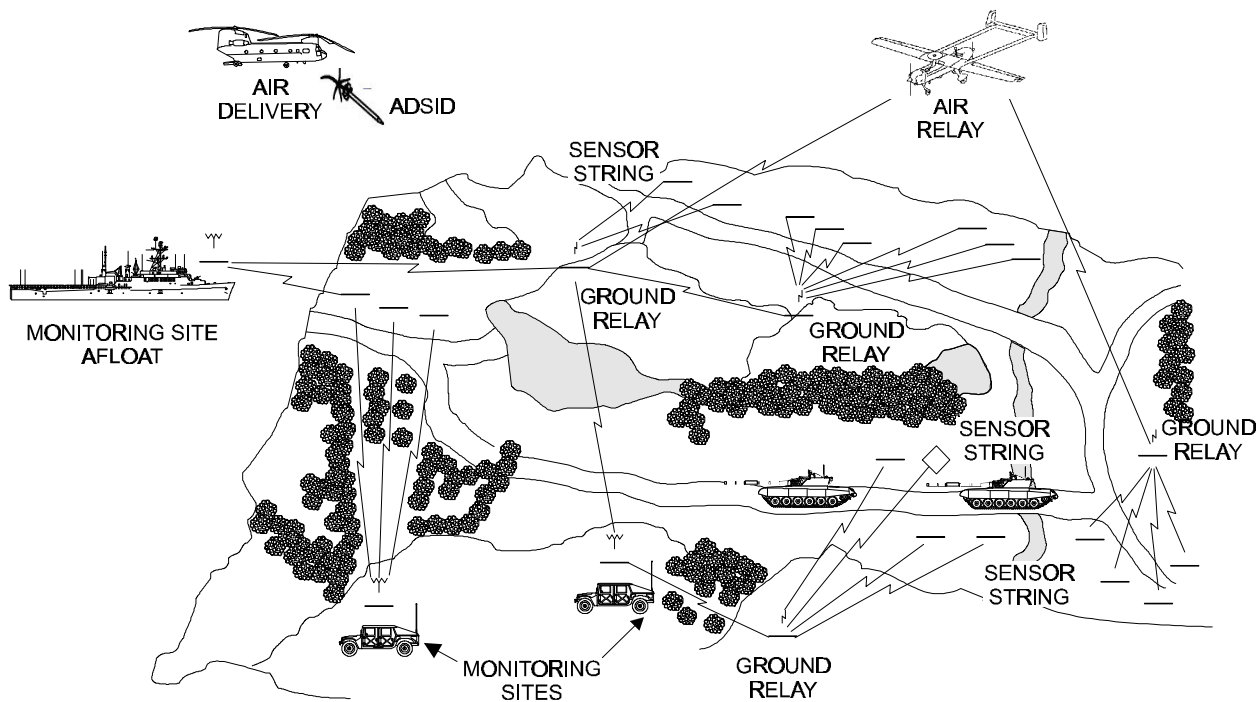 AIR
DELIVERY
ADSID
AIR
RELAY
SENSOR
STRING
MONITORING SITE
AFLOAT
GROUND
RELAY
GROUND
RELAY
SENSOR
STRING
GROUND
RELAY
SENSOR
STRING
MONITORING
SITES
GROUND
RELAY